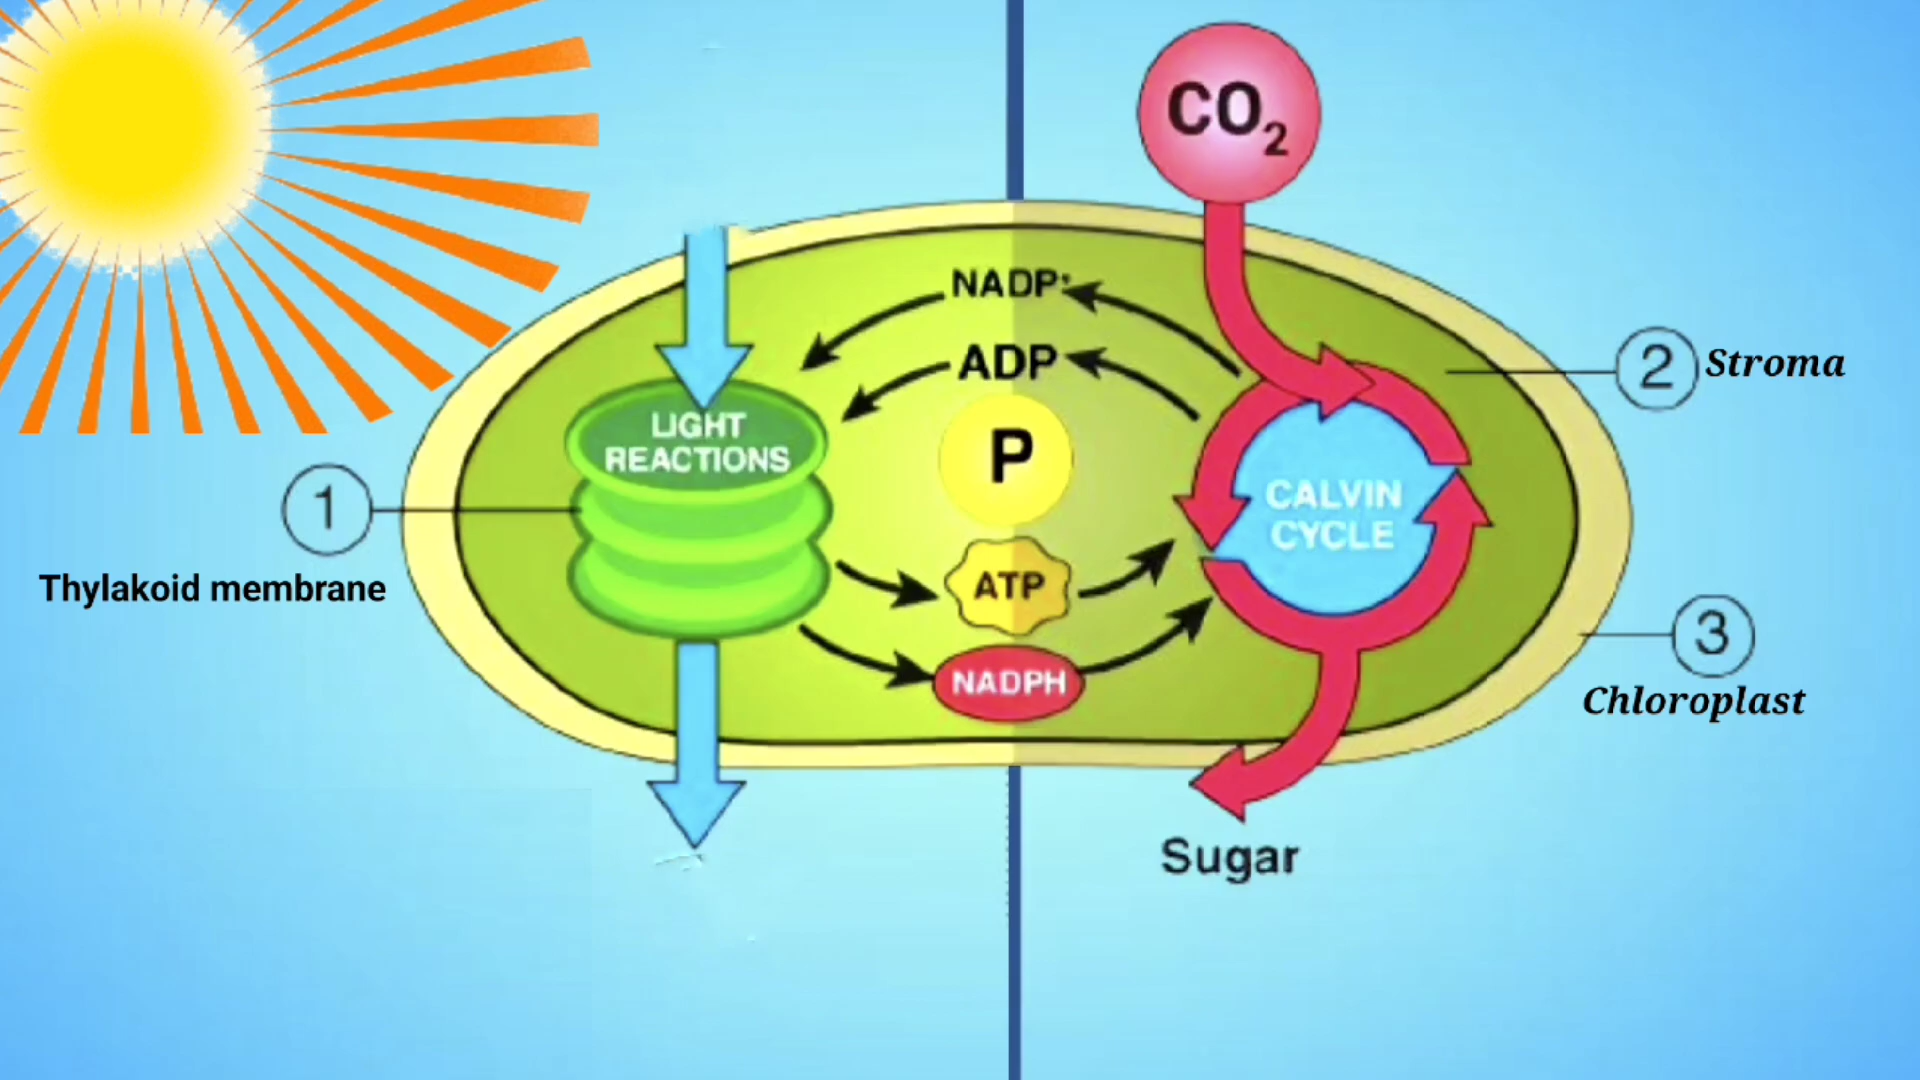 CO₂
NADP⁺
ADP
P
LIGHT
REACTIONS
2 Stroma
1
CALVIN
CYCLE
Thylakoid membrane
ATP
3
NADPH
Chloroplast
Sugar